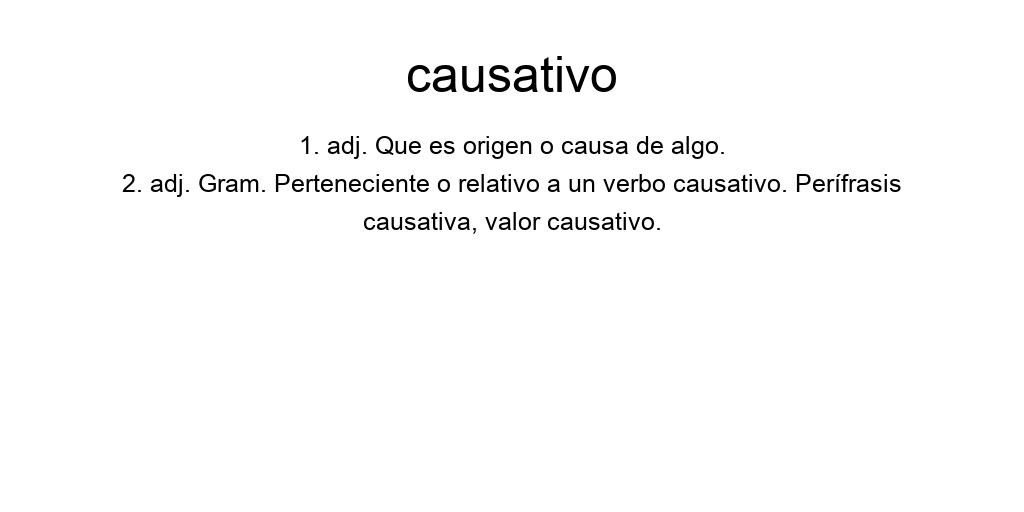 causativo
1. adj. Que es origen o causa de algo.
2. adj. Gram. Perteneciente o relativo a un verbo causativo. Perífrasis
causativa, valor causativo.